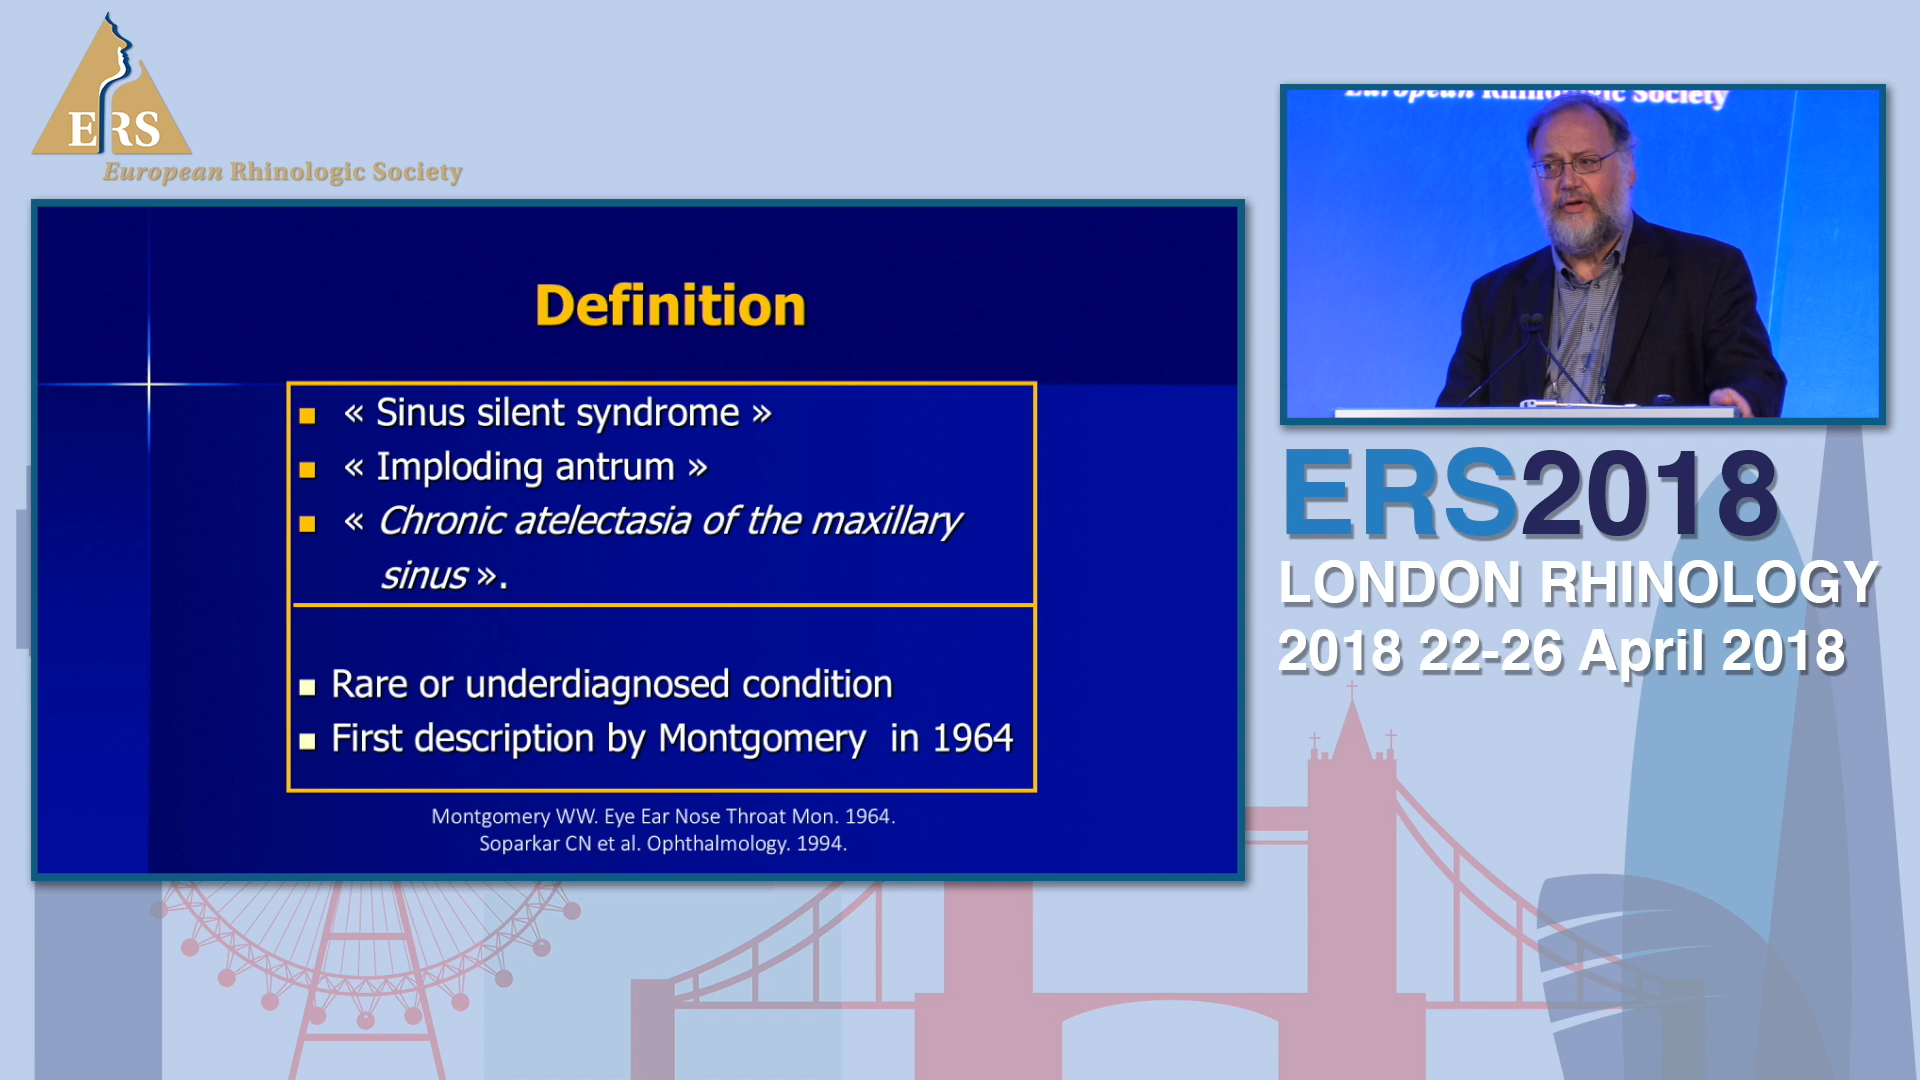 ERS
European Rhinologic Society
European Rhinologic Society
Definition
« Sinus silent syndrome »
« Imploding antrum »
« Chronic atelectasia of the maxillary
sinus ».
Rare or underdiagnosed condition
First description by Montgomery in 1964
Montgomery WW. Eye Ear Nose Throat Mon. 1964.
Soparkar CN et al. Ophthalmology. 1994.
ERS2018
LONDON RHINOLOGY
2018 22-26 April 2018